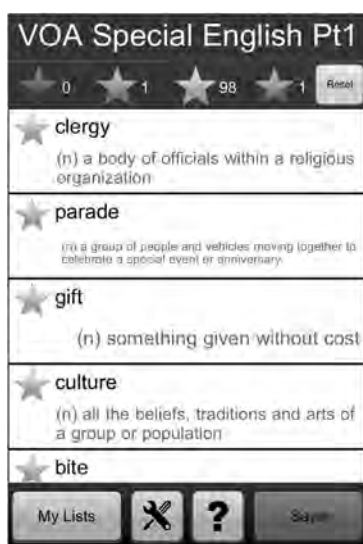 VOA Special English Pt1
0 1 98 1 Reset
clergy
(n) a body of officials within a religious
organization
parade
(n) a group of people and vehicles moving together to
celebrate a special event or anniversary.
gift
(n) something given without cost
culture
(n) all the beliefs, traditions and arts of
a group or population
bite
My Lists ? Save